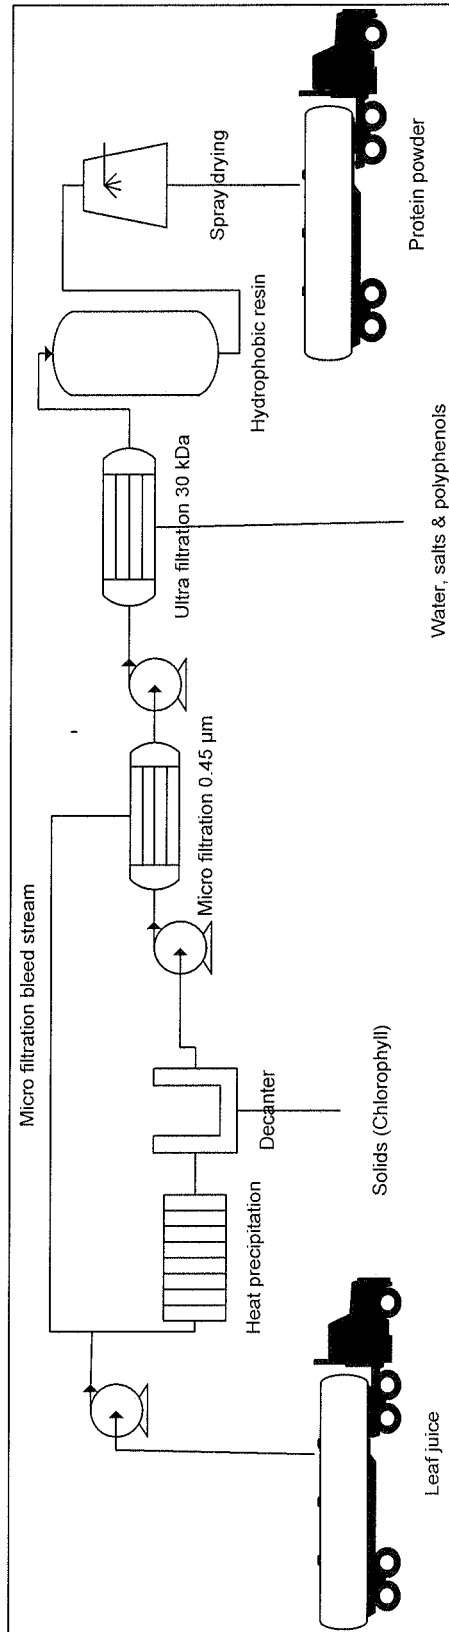 Micro filtration bleed stream
Leaf juice
Heat precipitation
Decanter
Solids (Chlorophyll)
Micro filtration 0.45 µm
Ultra filtration 30 kDa
Water, salts & polyphenols
Hydrophobic resin
Spray drying
Protein powder